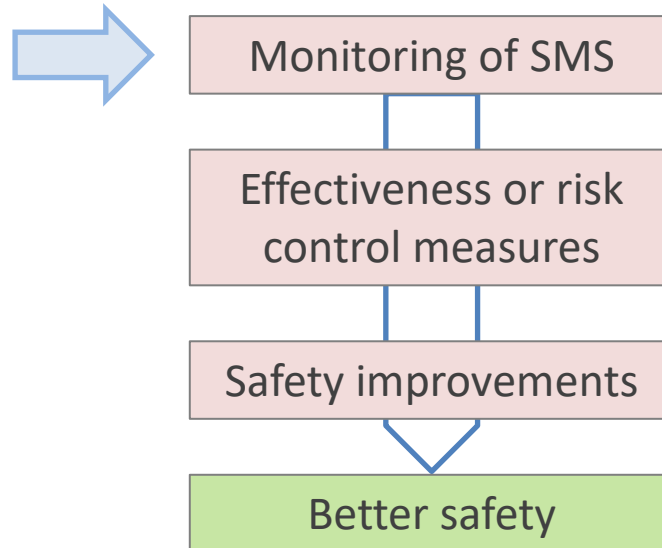 Monitoring of SMS
Effectiveness or risk
control measures
Safety improvements
Better safety